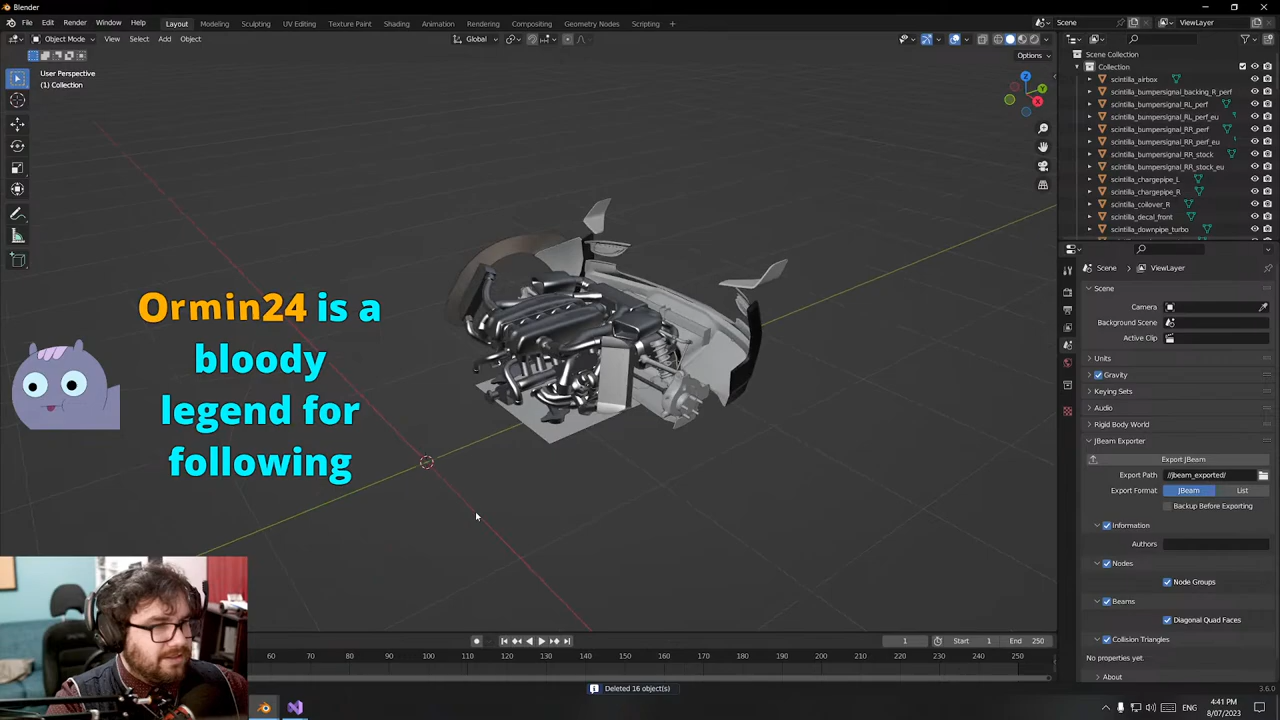 Blender
File
Edit
Render
Window
Help
Layout
Modeling
Sculpting
UV Editing
Texture Paint
Shading
Animation
Rendering
Compositing
Geometry Nodes
Scripting
+
Scene
ViewLayer
Object Mode
View
Select
Add
Object
Global
Options
User Perspective
(1) Collection
X
Y
Z
Scene Collection
Collection
scintilla_airbox
scintilla_bumpersignal_backing_R_perf
scintilla_bumpersignal_RL_perf
scintilla_bumpersignal_RL_perf_eu
scintilla_bumpersignal_RR_perf
scintilla_bumpersignal_RR_perf_eu
scintilla_bumpersignal_RR_stock
scintilla_bumpersignal_RR_stock_eu
scintilla_chargepipe_L
scintilla_chargepipe_R
scintilla_coilover_R
scintilla_decal_front
scintilla_downpipe_turbo
Scene
ViewLayer
Scene
Camera
Background Scene
Active Clip
Units
Gravity
Keying Sets
Audio
Rigid Body World
JBeam Exporter
Export JBeam
Export Path
//jbeam_exported/
Export Format
JBeam
List
Backup Before Exporting
Information
Authors
Nodes
Node Groups
Beams
Diagonal Quad Faces
Collision Triangles
No properties yet.
About
Ormin24 is a
bloody
legend for
following
1
Start 1
End 250
60 70 80 90 100 110 120 130 140 150 160 170 180 190 200 210 220 230 240 250
Deleted 16 object(s)
3.6.0
ENG
4:41 PM
8/07/2023